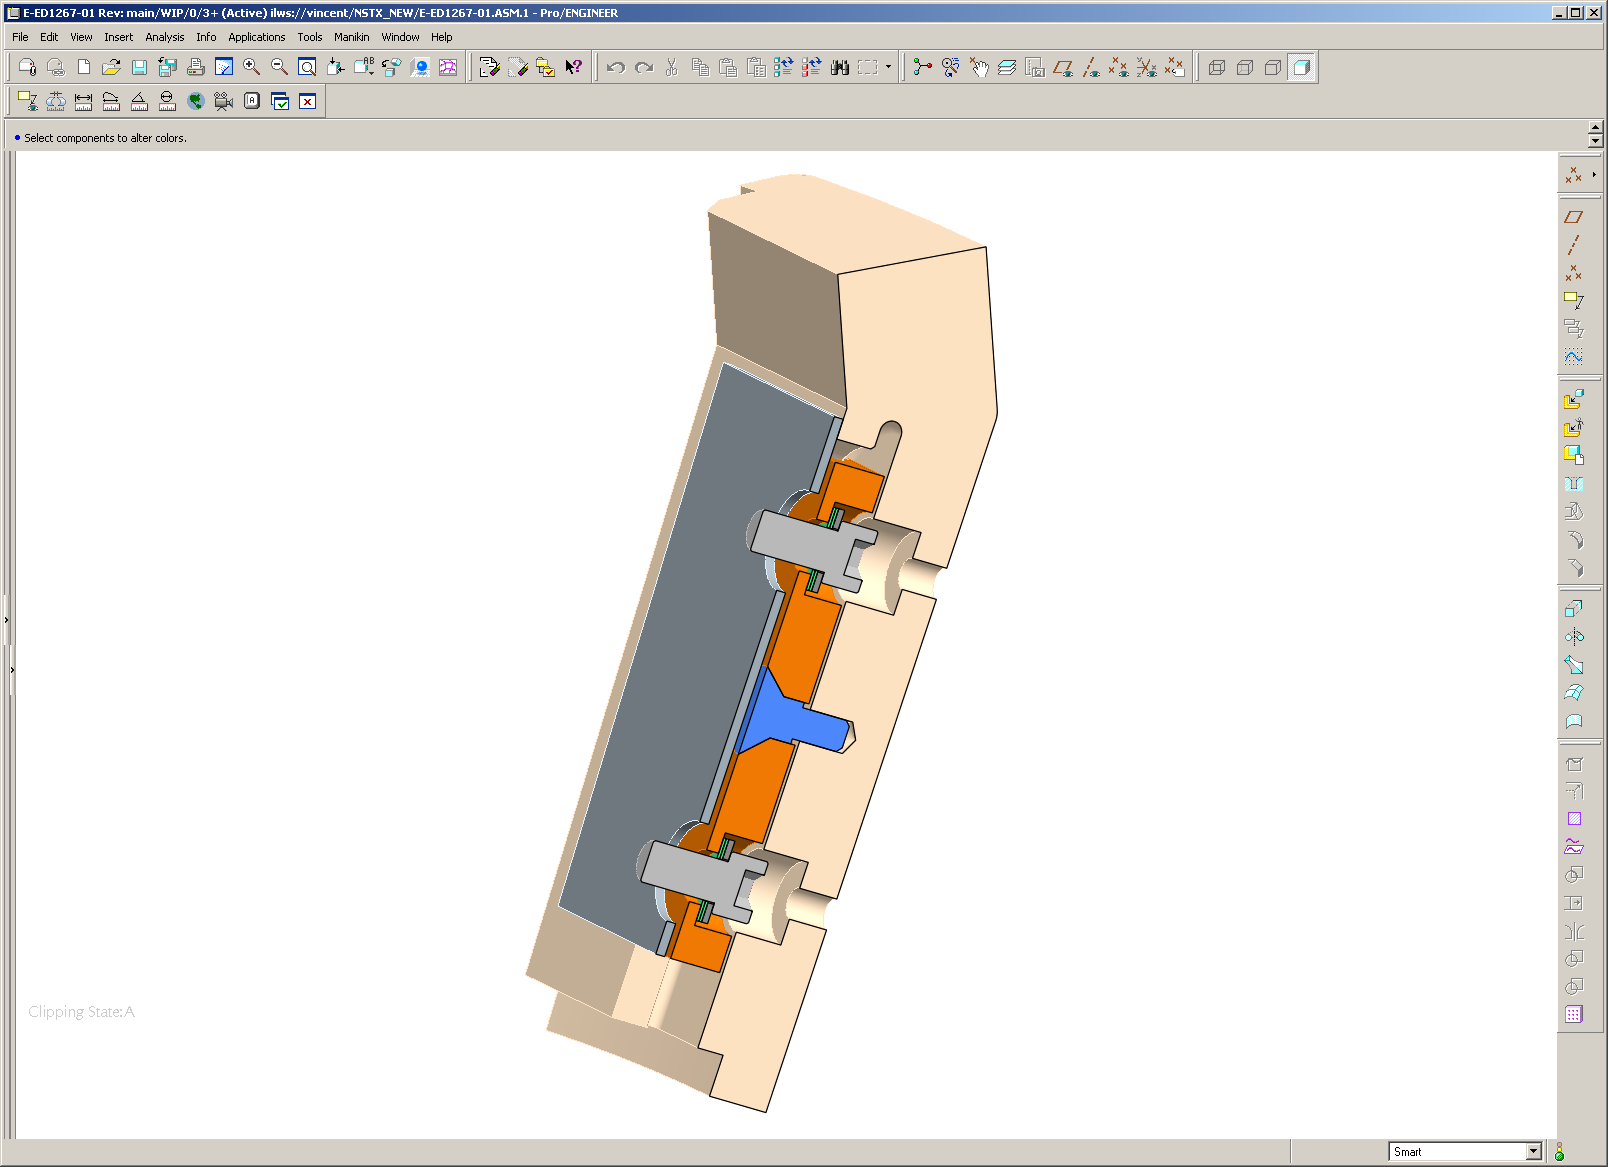 E-ED1267-01 Rev: main/WIP/0/3+ (Active) ilws://vincent/NSTX_NEW/E-ED1267-01.ASM.1 - Pro/ENGINEER
File Edit View Insert Analysis Info Applications Tools Manikin Window Help
Select components to alter colors.
Clipping State:A
Smart